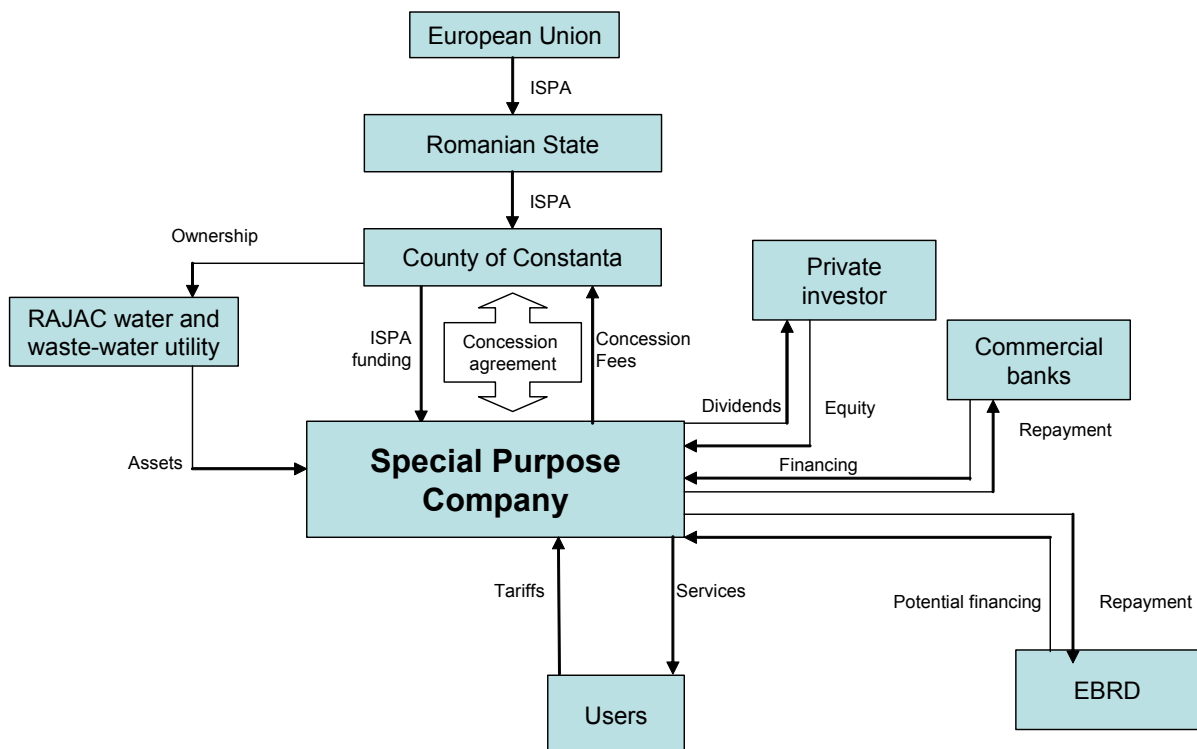 European Union
ISPA
Romanian State
ISPA
Ownership
County of Constanta
Private
investor
RAJAC water and
waste-water utility
ISPA
funding
Concession
agreement
Concession
Fees
Commercial
banks
Dividends
Equity
Repayment
Assets
Special Purpose
Company
Financing
Tariffs
Services
Potential financing
Repayment
Users
EBRD